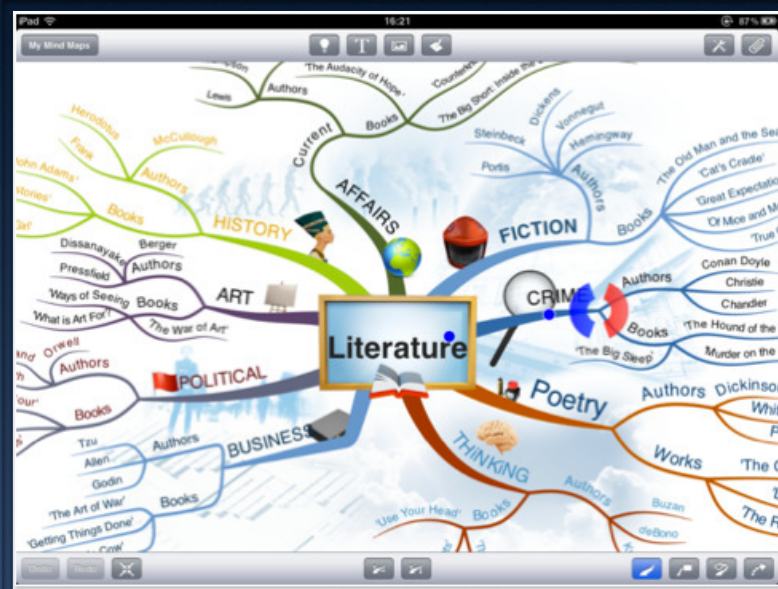 iPad
16:21
87%
My Mind Maps
T
Literature
Current AFFAIRS
Authors
Lewis
Books
'The Audacity of Hope'
'The Big Short: Inside the
HISTORY
Authors
Herodotus
Frank
McCullough
Books
John Adams'
ART
Authors
Dissanayake
Berger
Pressfield
Books
'Ways of Seeing'
'What is Art For?'
'The War of Art'
POLITICAL
Authors
Orwell
Books
BUSINESS
Authors
Tzu
Allen
Godin
Books
'The Art of War'
'Getting Things Done'
Cow'
THiNKiNG
Books
'Use Your Head'
Authors
Buzan
deBono
Poetry
Authors
Dickinson
Whit
Works
'The
'The R
CRIME
Authors
Conan Doyle
Christie
Chandler
Books
'The Hound of the
Murder on the
'The Big Sleep'
FICTION
Authors
Dickens
Vonnegut
Hemingway
Steinbeck
Portis
Books
'The Old Man and the Sea
'Cat's Cradle'
'Great Expectatio
'Of Mice and M
'True
Undo
Redo